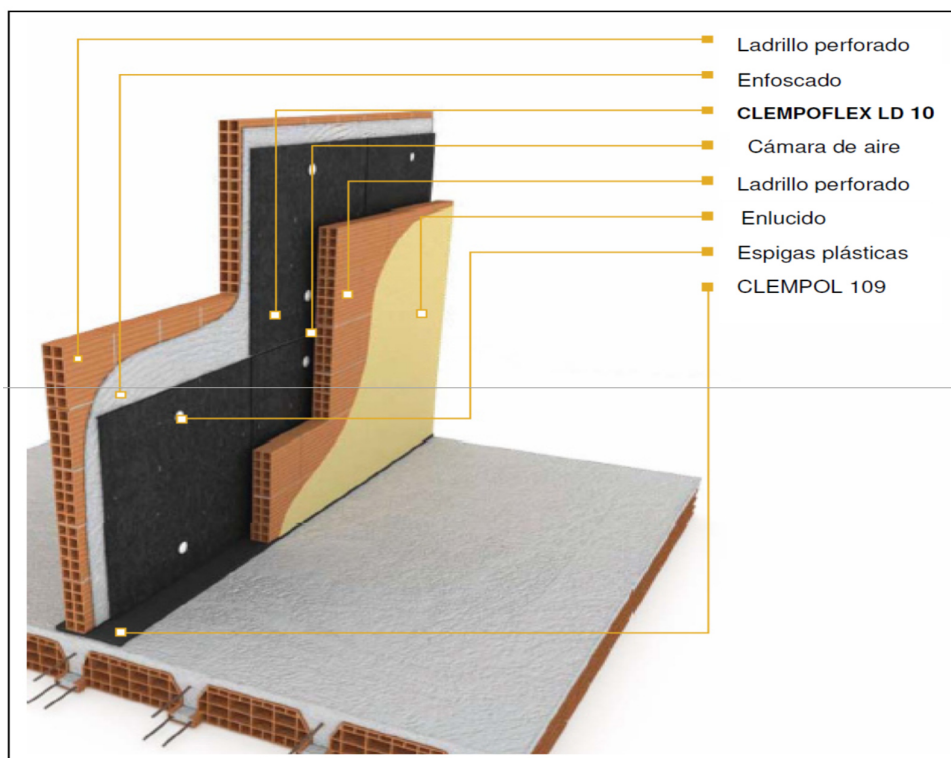 Ladrillo perforado
Enfoscado
CLEMPOFLEX LD 10
Cámara de aire
Ladrillo perforado
Enlucido
Espigas plásticas
CLEMPOL 109